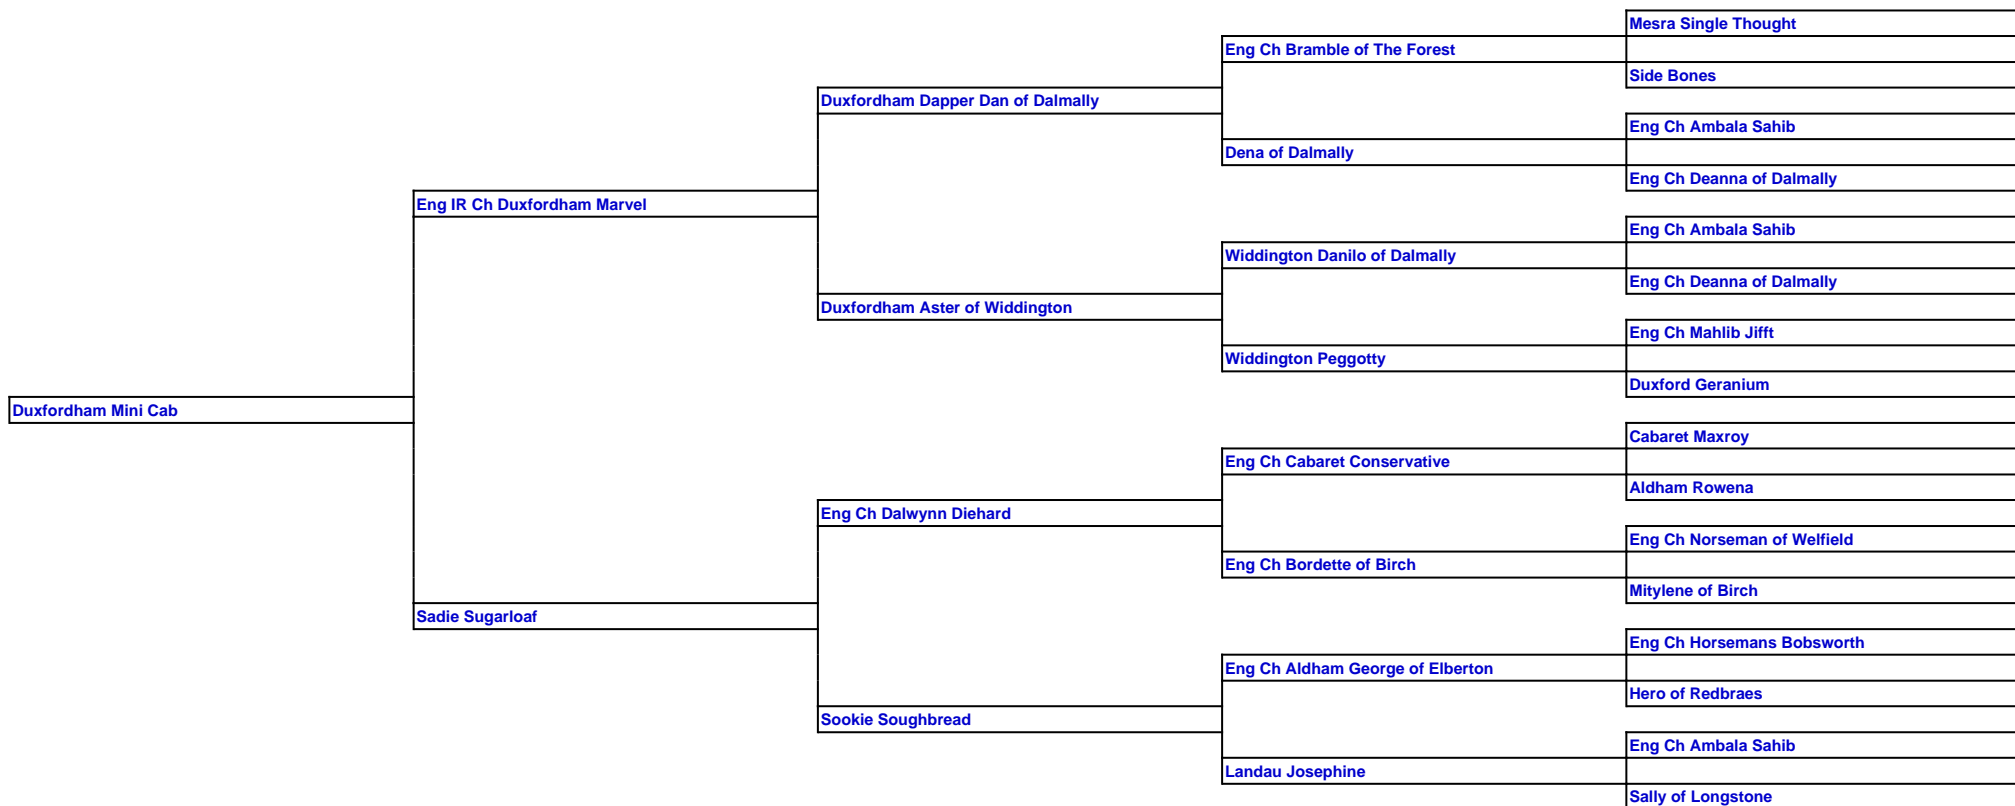 Mesra Single Thought
Eng Ch Bramble of The Forest
Side Bones
Duxfordham Dapper Dan of Dalmally
Eng Ch Ambala Sahib
Dena of Dalmally
Eng Ch Deanna of Dalmally
Eng IR Ch Duxfordham Marvel
Eng Ch Ambala Sahib
Widdington Danilo of Dalmally
Eng Ch Deanna of Dalmally
Duxfordham Aster of Widdington
Eng Ch Mahlib Jifft
Widdington Peggotty
Duxford Geranium
Duxfordham Mini Cab
Cabaret Maxroy
Eng Ch Cabaret Conservative
Aldham Rowena
Eng Ch Dalwynn Diehard
Eng Ch Norseman of Welfield
Eng Ch Bordette of Birch
Mitylene of Birch
Sadie Sugarloaf
Eng Ch Horsemans Bobsworth
Eng Ch Aldham George of Elberton
Hero of Redbraes
Sookie Soughbread
Eng Ch Ambala Sahib
Landau Josephine
Sally of Longstone